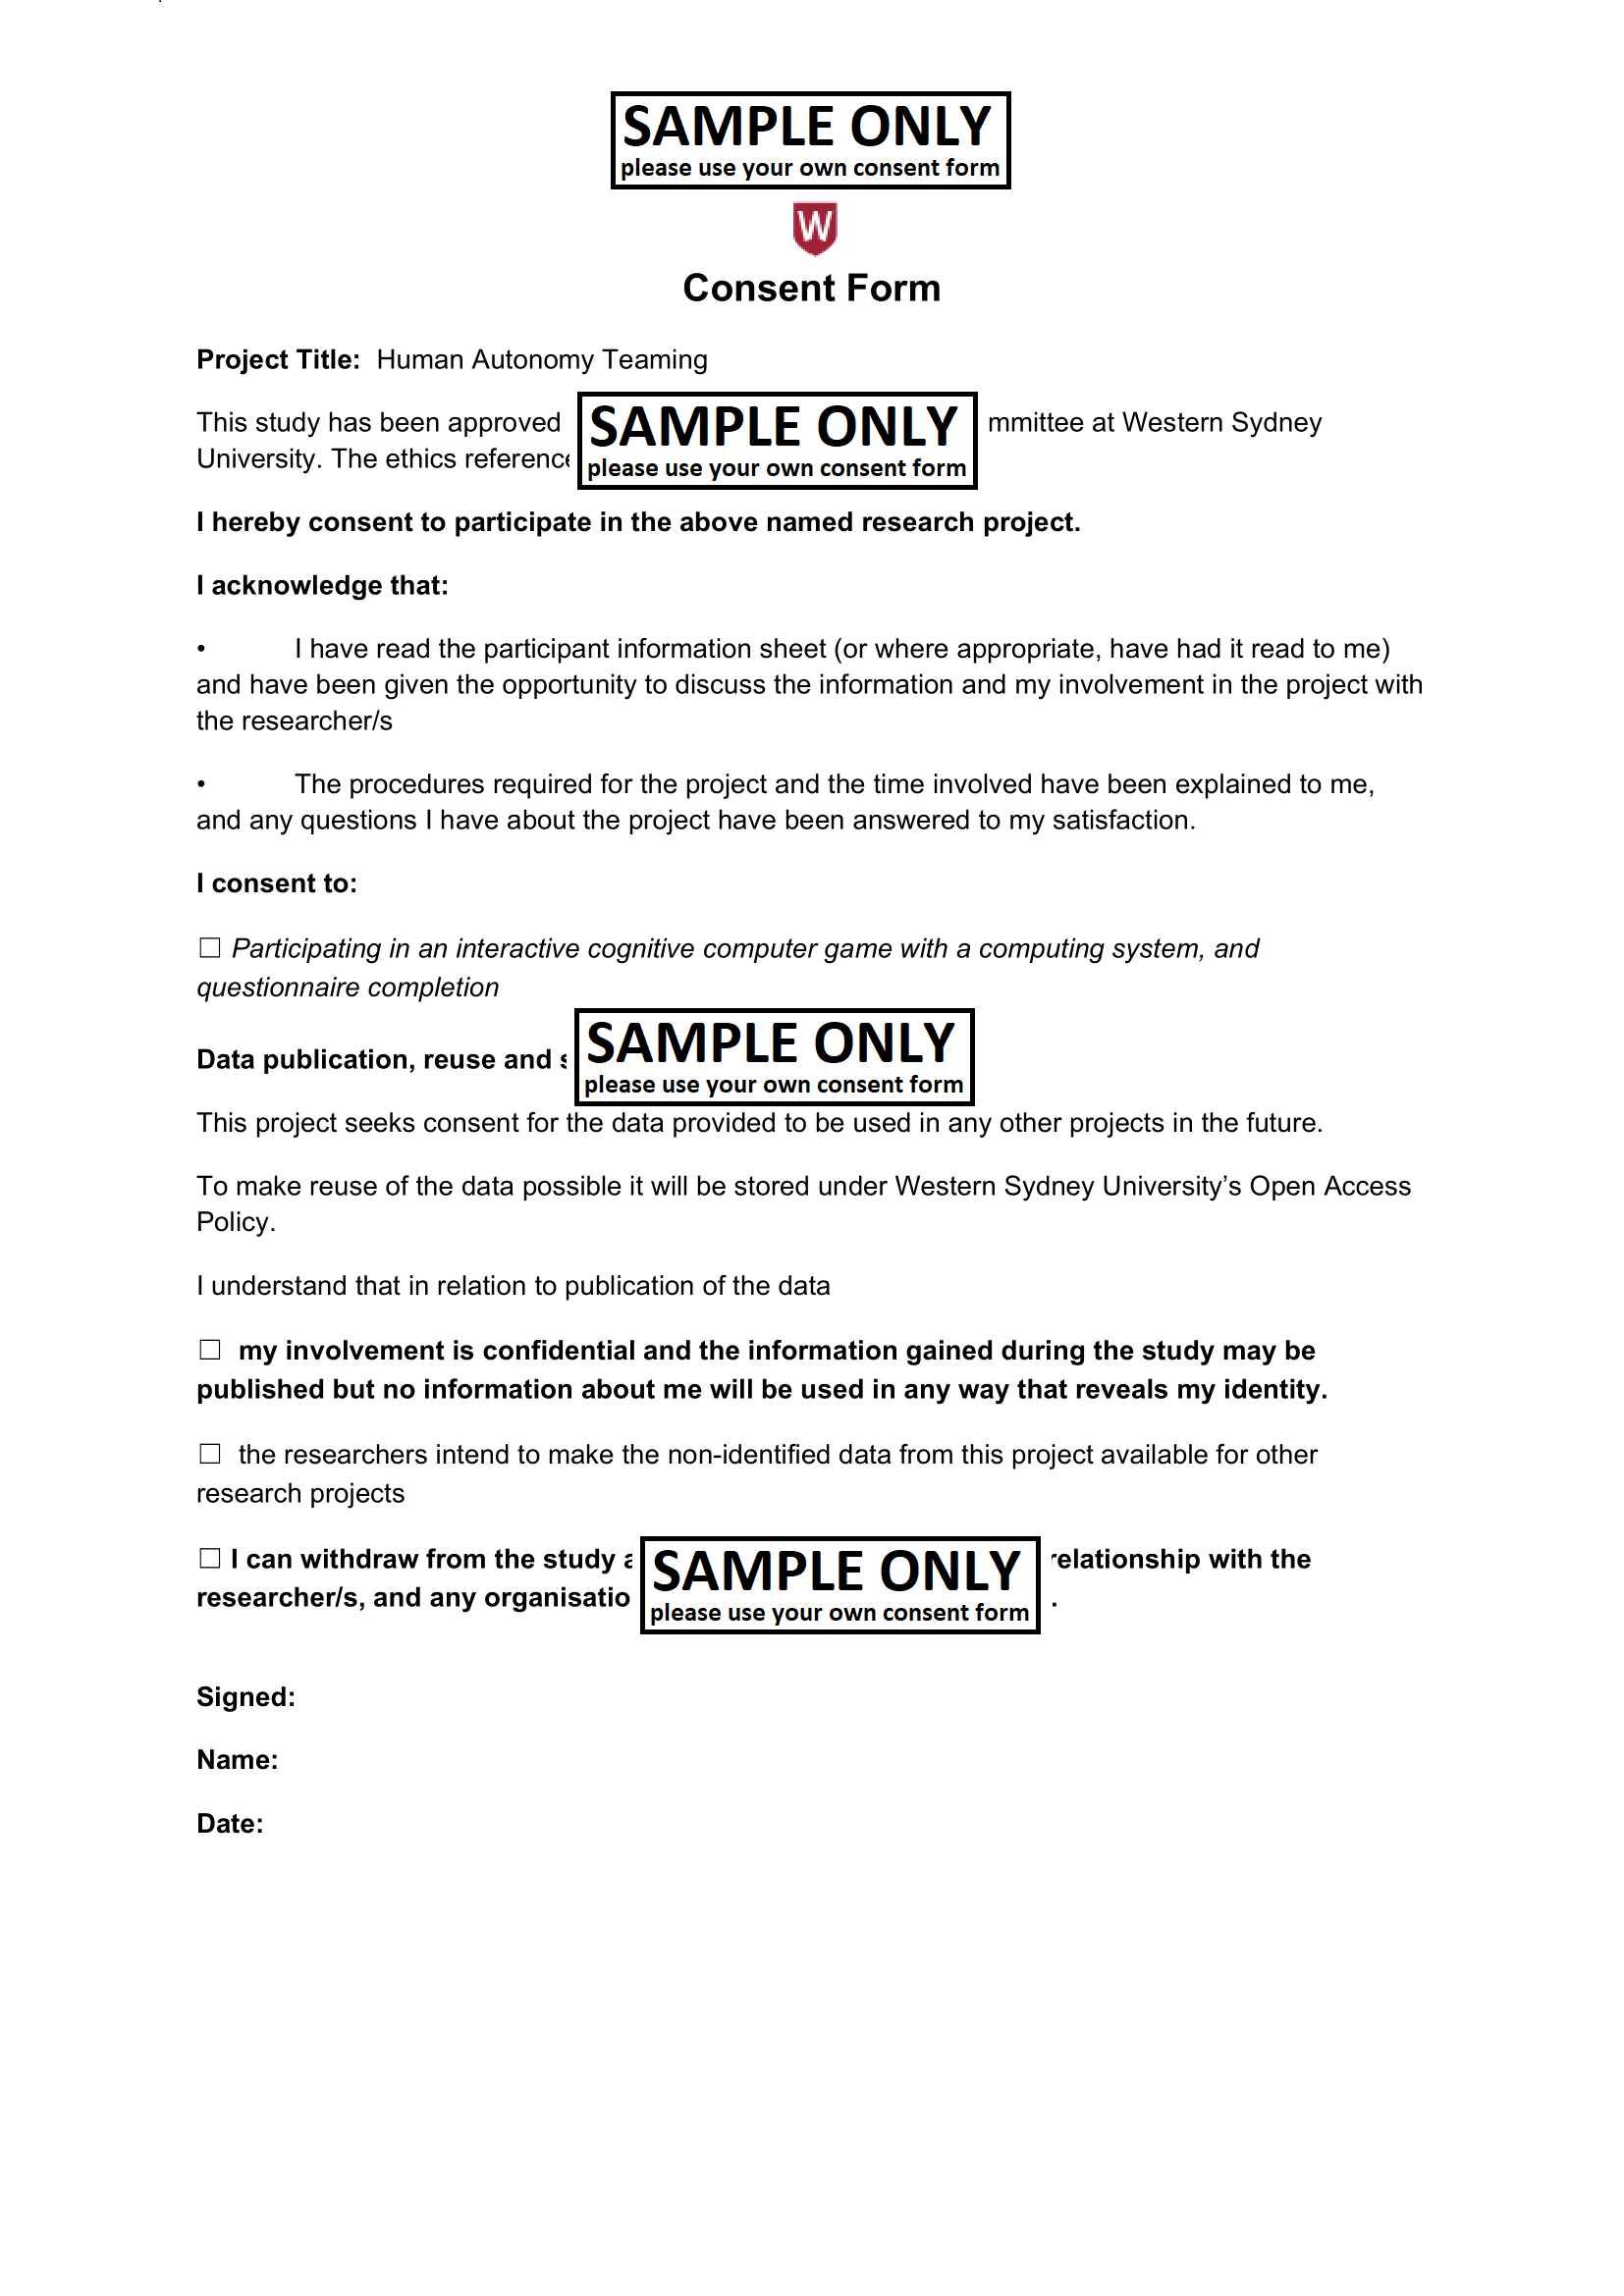 SAMPLE ONLY
please use your own consent form
W
Consent Form
Project Title: Human Autonomy Teaming
This study has been approved SAMPLE ONLY mmittee at Western Sydney
University. The ethics reference please use your own consent form
I hereby consent to participate in the above named research project.
I acknowledge that:
• I have read the participant information sheet (or where appropriate, have had it read to me)
and have been given the opportunity to discuss the information and my involvement in the project with
the researcher/s
• The procedures required for the project and the time involved have been explained to me,
and any questions I have about the project have been answered to my satisfaction.
I consent to:
☐ Participating in an interactive cognitive computer game with a computing system, and
questionnaire completion
SAMPLE ONLY
Data publication, reuse and please use your own consent form
This project seeks consent for the data provided to be used in any other projects in the future.
To make reuse of the data possible it will be stored under Western Sydney University’s Open Access
Policy.
I understand that in relation to publication of the data
☐ my involvement is confidential and the information gained during the study may be
published but no information about me will be used in any way that reveals my identity.
☐ the researchers intend to make the non-identified data from this project available for other
research projects
☐ I can withdraw from the study SAMPLE ONLY relationship with the
researcher/s, and any organisatio please use your own consent form .
Signed:
Name:
Date: